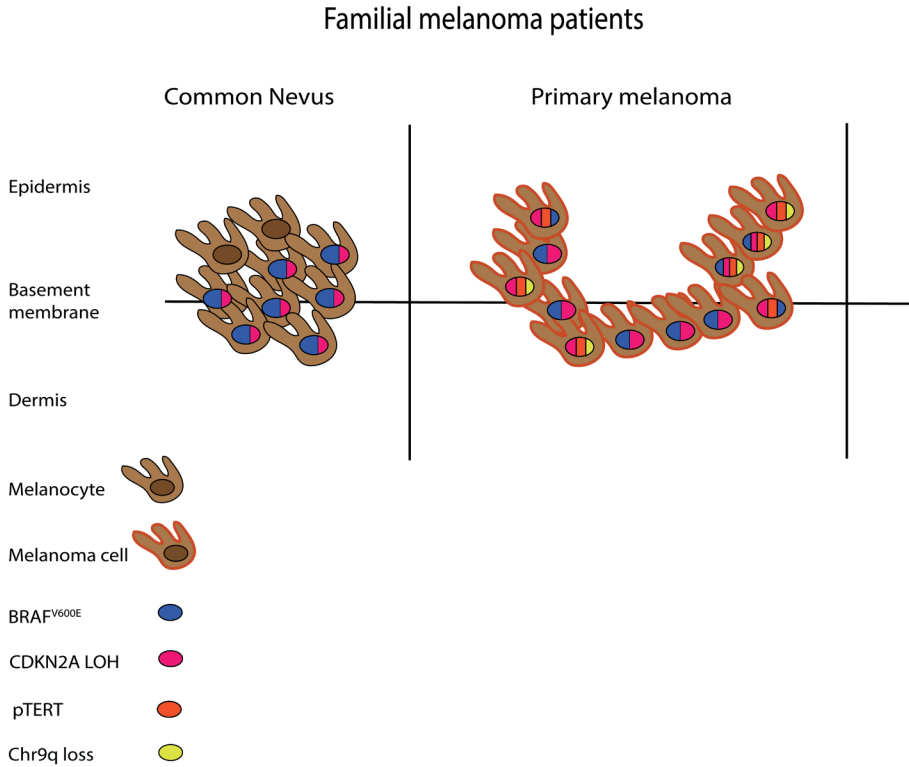 Familial melanoma patients
Common Nevus
Primary melanoma
Epidermis
Basement
membrane
Dermis
Melanocyte
Melanoma cell
BRAFV600E
CDKN2A LOH
pTERT
Chr9q loss